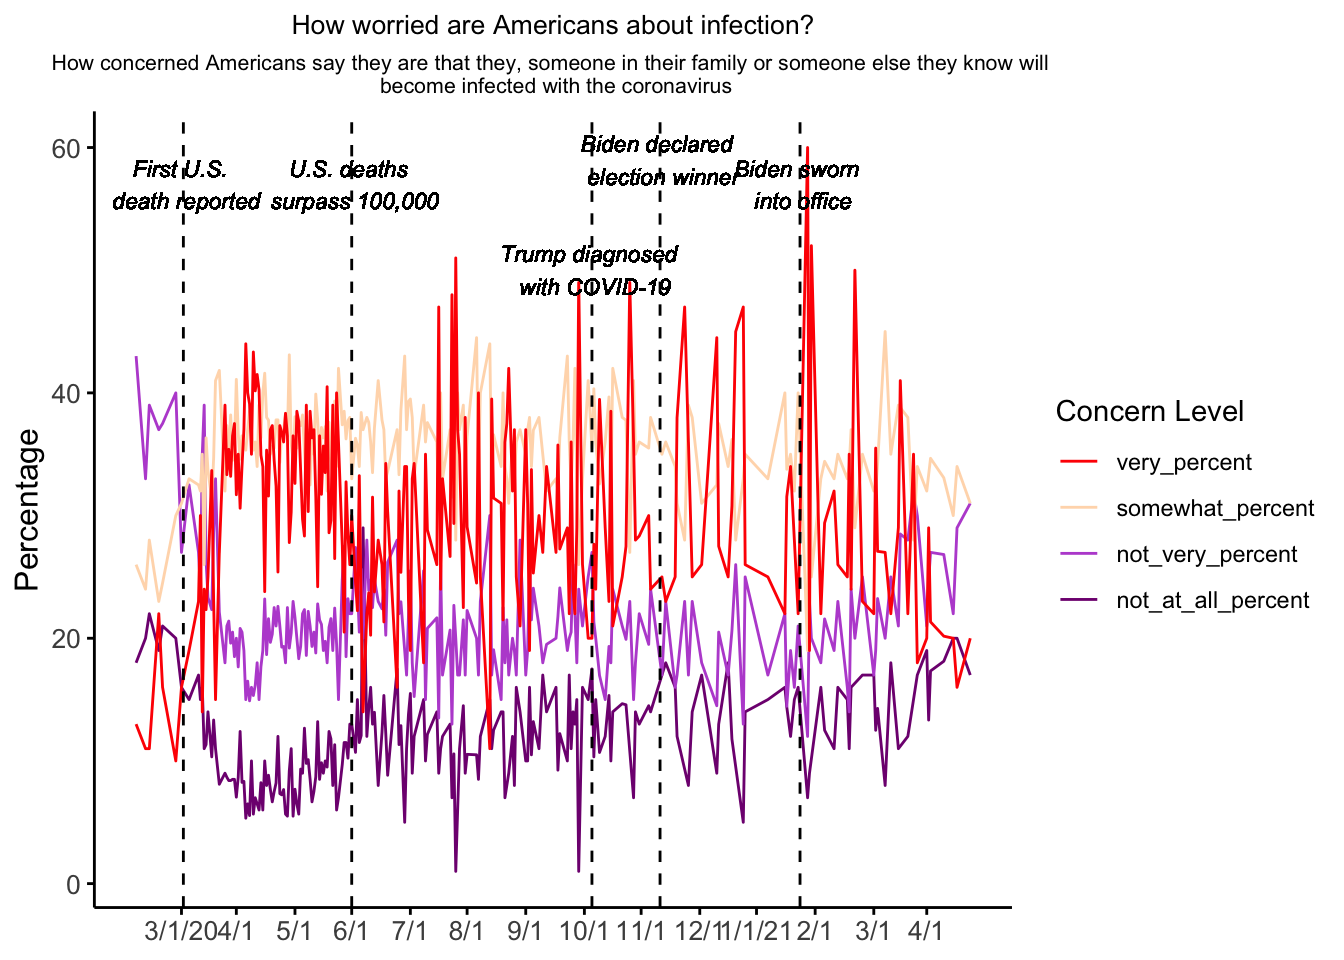 How worried are Americans about infection?
How concerned Americans say they are that they, someone in their family or someone else they know will
become infected with the coronavirus
Percentage
60
40
20
0
First U.S.
death reported
U.S. deaths
surpass 100,000
Trump diagnosed
with COVID-19
Biden declared
election winner
Biden sworn
into office
3/1/20
4/1
5/1
6/1
7/1
8/1
9/1
10/1
11/1
12/1
1/1/21
2/1
3/1
4/1
Concern Level
very_percent
somewhat_percent
not_very_percent
not_at_all_percent